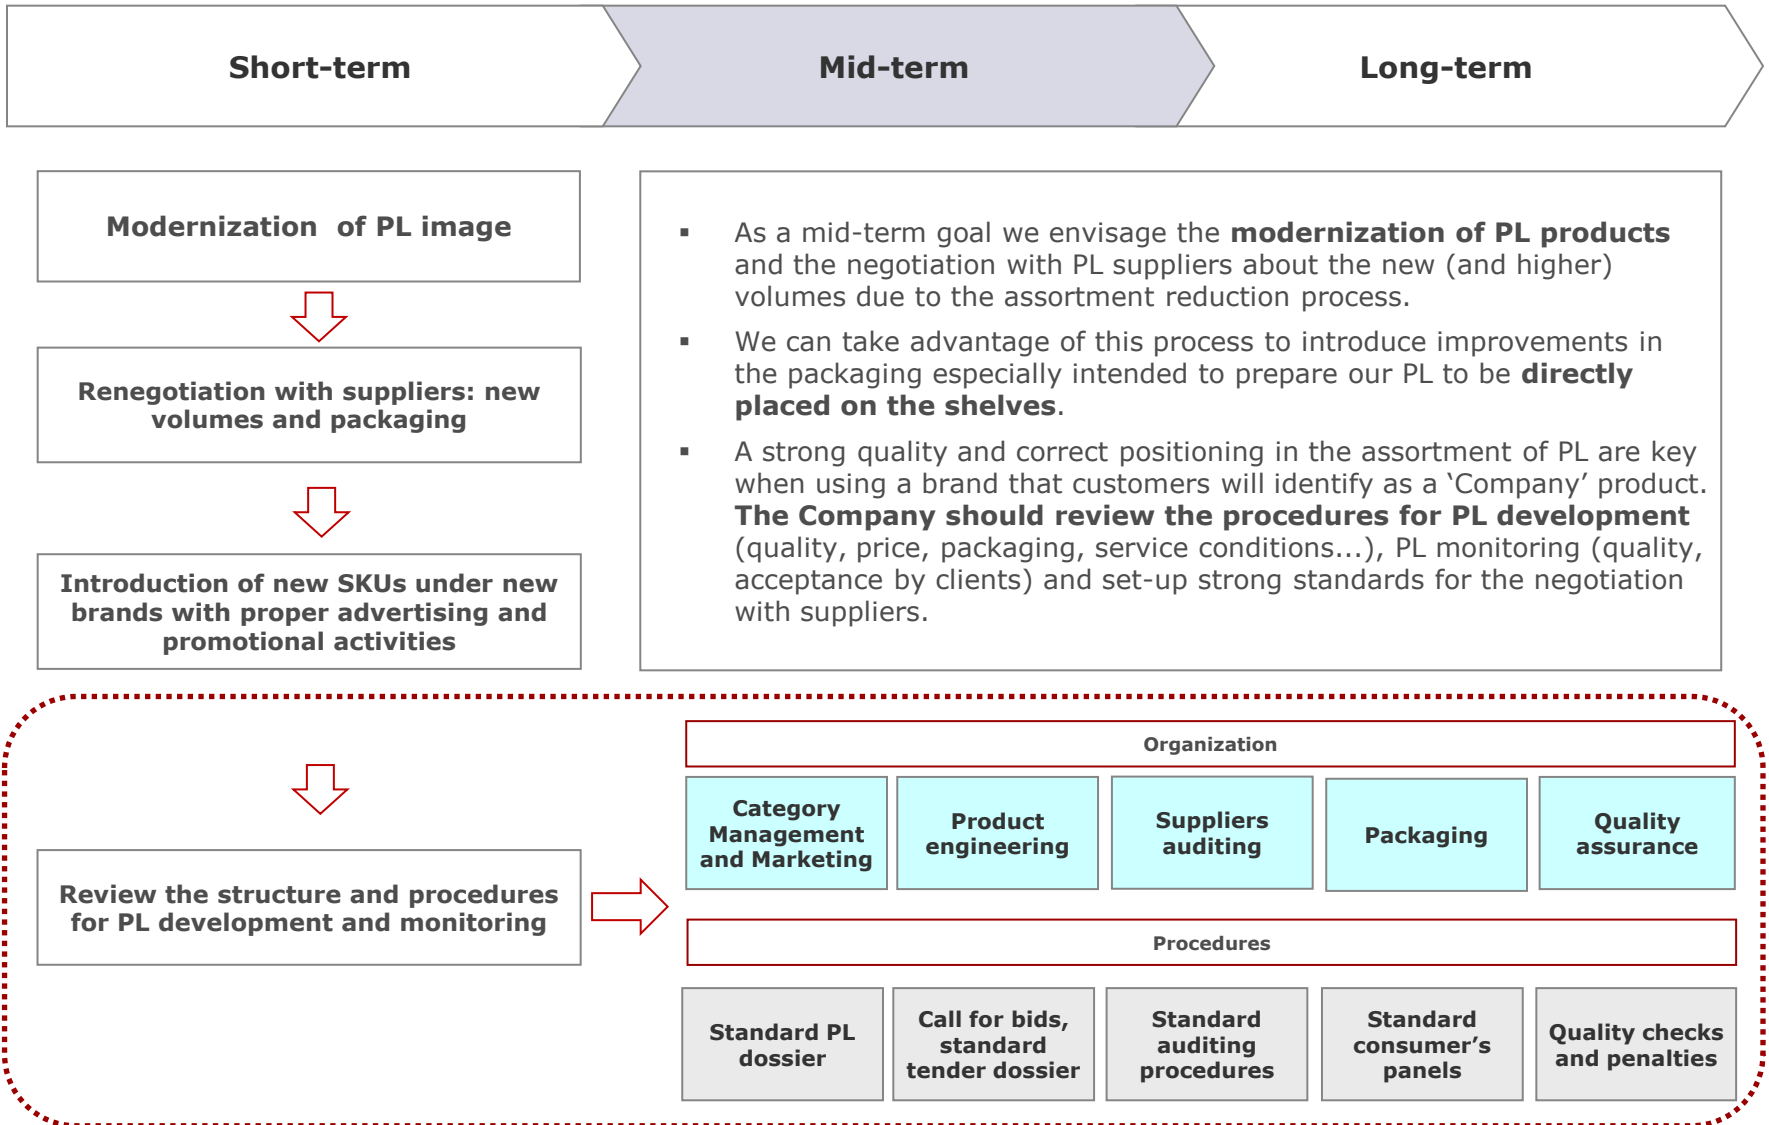 Short-term
Mid-term
Long-term
Modernization of PL image
Renegotiation with suppliers: new
volumes and packaging
Introduction of new SKUs under new
brands with proper advertising and
promotional activities
▪ As a mid-term goal we envisage the modernization of PL products
and the negotiation with PL suppliers about the new (and higher)
volumes due to the assortment reduction process.
▪ We can take advantage of this process to introduce improvements in
the packaging especially intended to prepare our PL to be directly
placed on the shelves.
▪ A strong quality and correct positioning in the assortment of PL are key
when using a brand that customers will identify as a ‘Company’ product.
The Company should review the procedures for PL development
(quality, price, packaging, service conditions...), PL monitoring (quality,
acceptance by clients) and set-up strong standards for the negotiation
with suppliers.
Review the structure and procedures
for PL development and monitoring
Organization
Category
Management
and Marketing
Product
engineering
Suppliers
auditing
Packaging
Quality
assurance
Procedures
Standard PL
dossier
Call for bids,
standard
tender dossier
Standard
auditing
procedures
Standard
consumer’s
panels
Quality checks
and penalties